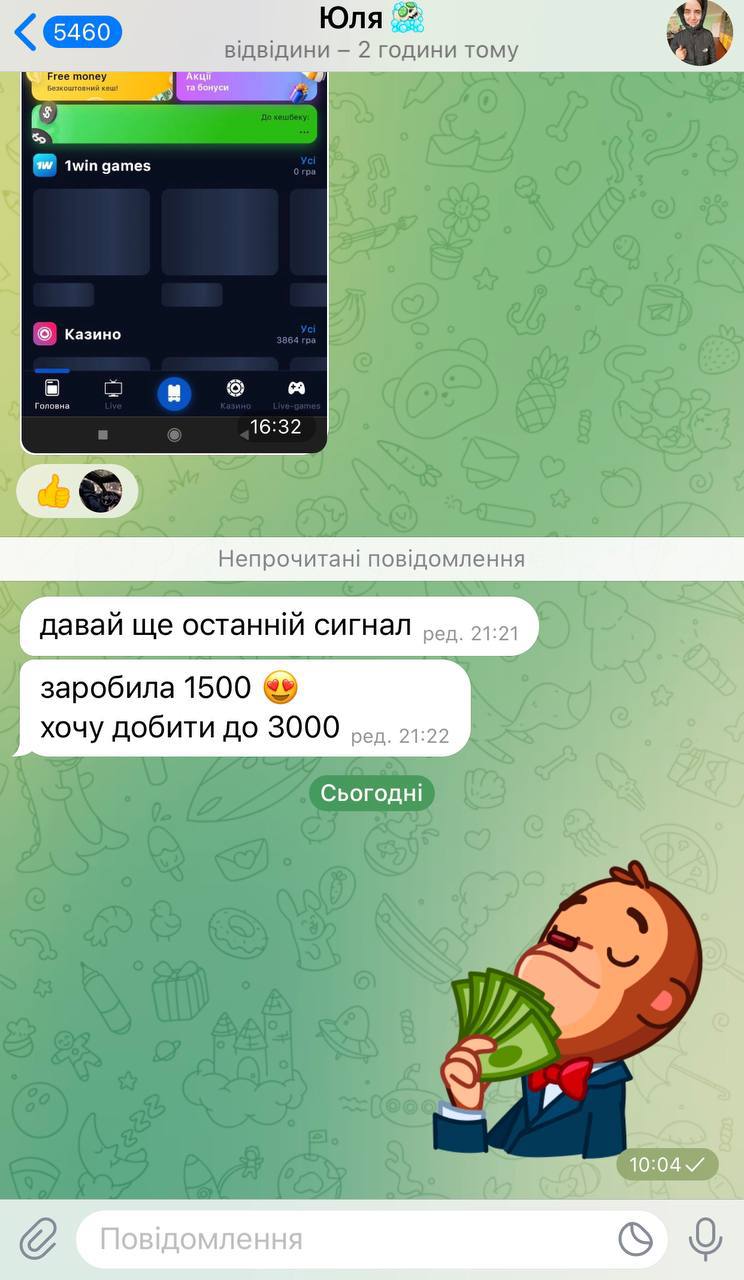 5460
Юля
відвідини – 2 години тому
Free money
Безкоштовний кеш!
Акції
та бонуси
До кешбеку:
...
1W
1win games
Усі
0 гра
Казино
Усі
3864 гра
Головна
Live
Казино
Live-games
16:32
Непрочитані повідомлення
давай ще останній сигнал ред. 21:21
заробила 1500
хочу добити до 3000 ред. 21:22
Сьогодні
10:04
Повідомлення